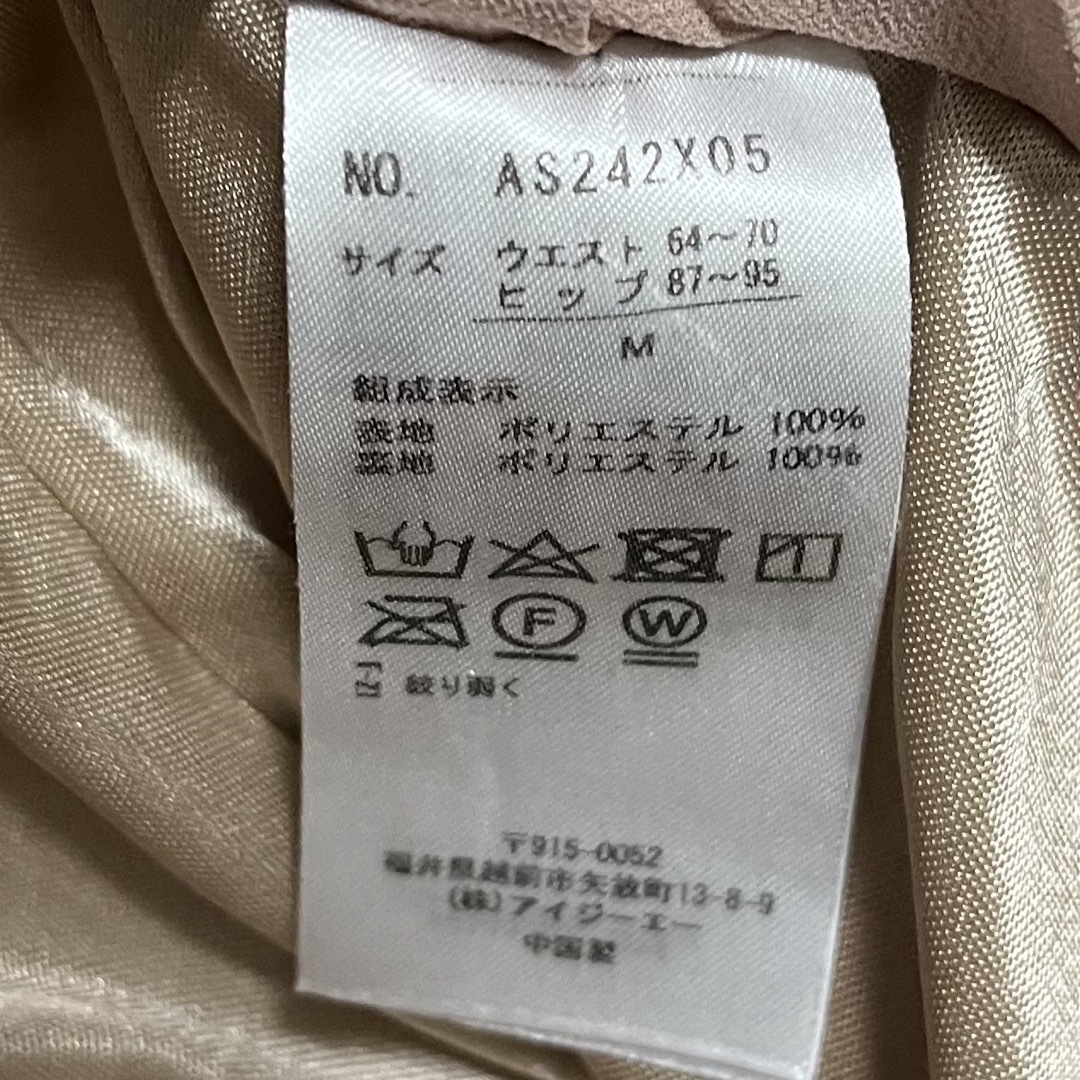 NO. AS242X05
サイズ ウエスト 64～70
ヒップ 87～95
M
組成表示
表地 ポリエステル 100%
裏地 ポリエステル 100%
F W
絞り弱く
〒915-0052
福井県越前市矢放町13-8-9
(株)アイジーエー
中国製